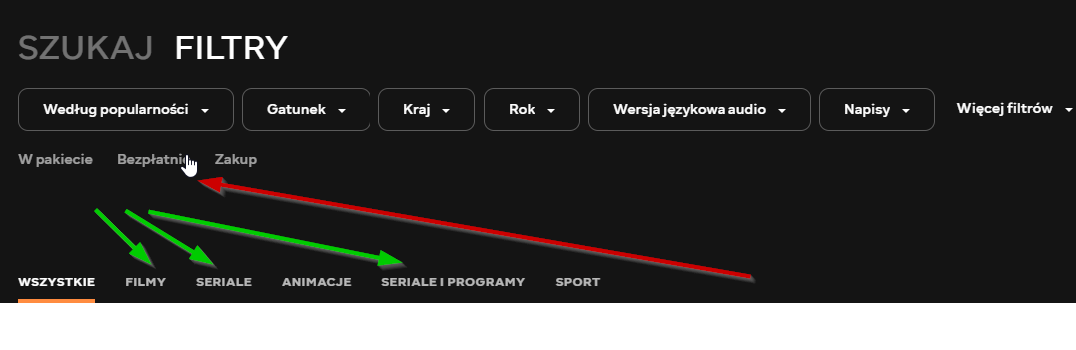 SZUKAJ FILTRY
Według popularności Gatunek Kraj Rok Wersja językowa audio Napisy Więcej filtrów
W pakiecie Bezpłatnie Zakup
WSZYSTKIE FILMY SERIALE ANIMACJE SERIALE I PROGRAMY SPORT